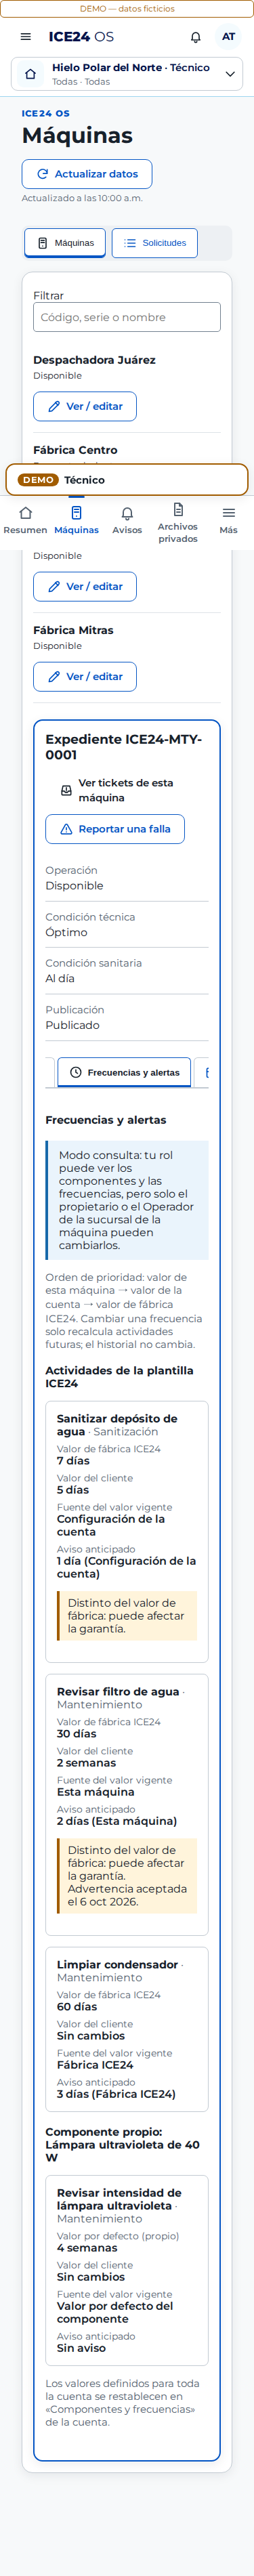 DEMO — datos ficticios
ICE24 OS
AT
Hielo Polar del Norte · Técnico
Todas · Todas
ICE24 OS
Máquinas
Actualizar datos
Actualizado a las 10:00 a.m.
Máquinas
Solicitudes
Filtrar
Código, serie o nombre
Despachadora Juárez
Disponible
Ver / editar
Fábrica Centro
DEMO Técnico
Resumen
Máquinas
Avisos
Archivos
privados
Más
Disponible
Ver / editar
Fábrica Mitras
Disponible
Ver / editar
Expediente ICE24-MTY-
0001
Ver tickets de esta
máquina
Reportar una falla
Operación
Disponible
Condición técnica
Óptimo
Condición sanitaria
Al día
Publicación
Publicado
Frecuencias y alertas
Frecuencias y alertas
Modo consulta: tu rol
puede ver los
componentes y las
frecuencias, pero solo el
propietario o el Operador
de la sucursal de la
máquina pueden
cambiarlos.
Orden de prioridad: valor de
esta máquina → valor de la
cuenta → valor de fábrica
ICE24. Cambiar una frecuencia
solo recalcula actividades
futuras; el historial no cambia.
Actividades de la plantilla
ICE24
Sanitizar depósito de
agua · Sanitización
Valor de fábrica ICE24
7 días
Valor del cliente
5 días
Fuente del valor vigente
Configuración de la
cuenta
Aviso anticipado
1 día (Configuración de la
cuenta)
Distinto del valor de
fábrica: puede afectar
la garantía.
Revisar filtro de agua ·
Mantenimiento
Valor de fábrica ICE24
30 días
Valor del cliente
2 semanas
Fuente del valor vigente
Esta máquina
Aviso anticipado
2 días (Esta máquina)
Distinto del valor de
fábrica: puede afectar
la garantía.
Advertencia aceptada
el 6 oct 2026.
Limpiar condensador ·
Mantenimiento
Valor de fábrica ICE24
60 días
Valor del cliente
Sin cambios
Fuente del valor vigente
Fábrica ICE24
Aviso anticipado
3 días (Fábrica ICE24)
Componente propio:
Lámpara ultravioleta de 40
W
Revisar intensidad de
lámpara ultravioleta ·
Mantenimiento
Valor por defecto (propio)
4 semanas
Valor del cliente
Sin cambios
Fuente del valor vigente
Valor por defecto del
componente
Aviso anticipado
Sin aviso
Los valores definidos para toda
la cuenta se restablecen en
«Componentes y frecuencias»
de la cuenta.